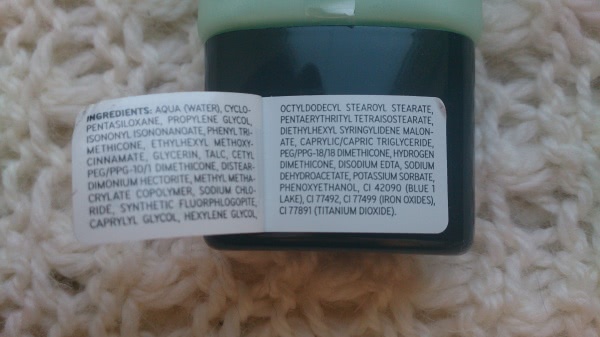 INGREDIENTS: AQUA (WATER), CYCLO-
PENTASILOXANE, PROPYLENE GLYCOL,
ISONONYL ISONONANOATE, PHENYL TRI-
METHICONE, ETHYLHEXYL METHOXY-
CINNAMATE, GLYCERIN, TALC, CETYL
PEG/PPG-10/1 DIMETHICONE, DISTEAR-
DIMONIUM HECTORITE, METHYL METHA-
CRYLATE COPOLYMER, SODIUM CHLO-
RIDE, SYNTHETIC FLUORPHLOGOPITE,
CAPRYLYL GLYCOL, HEXYLENE GLYCOL,
OCTYLDODECYL STEAROYL STEARATE,
PENTAERYTHRITYL TETRAISOSTEARATE,
DIETHYLHEXYL SYRINGYLIDENE MALON-
ATE, CAPRYLIC/CAPRIC TRIGLYCERIDE,
PEG/PPG-18/18 DIMETHICONE, HYDROGEN
DIMETHICONE, DISODIUM EDTA, SODIUM
DEHYDROACETATE, POTASSIUM SORBATE,
PHENOXYETHANOL, CI 42090 (BLUE 1
LAKE), CI 77492, CI 77499 (IRON OXIDES),
CI 77891 (TITANIUM DIOXIDE).